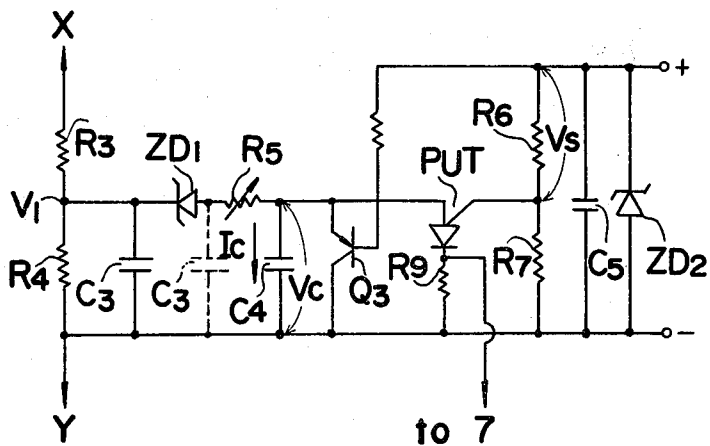 X
R3
ZD1
R5
V1
R4
C3
C3
Ic
C4
Vc
Q3
PUT
R6
Vs
R9
R7
C5
ZD2
+
−
Y
to 7